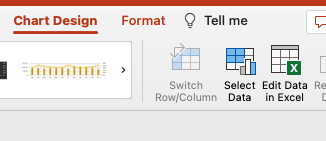 Chart Design Format Tell me
Switch Row/Column
Select Data
Edit Data in Excel